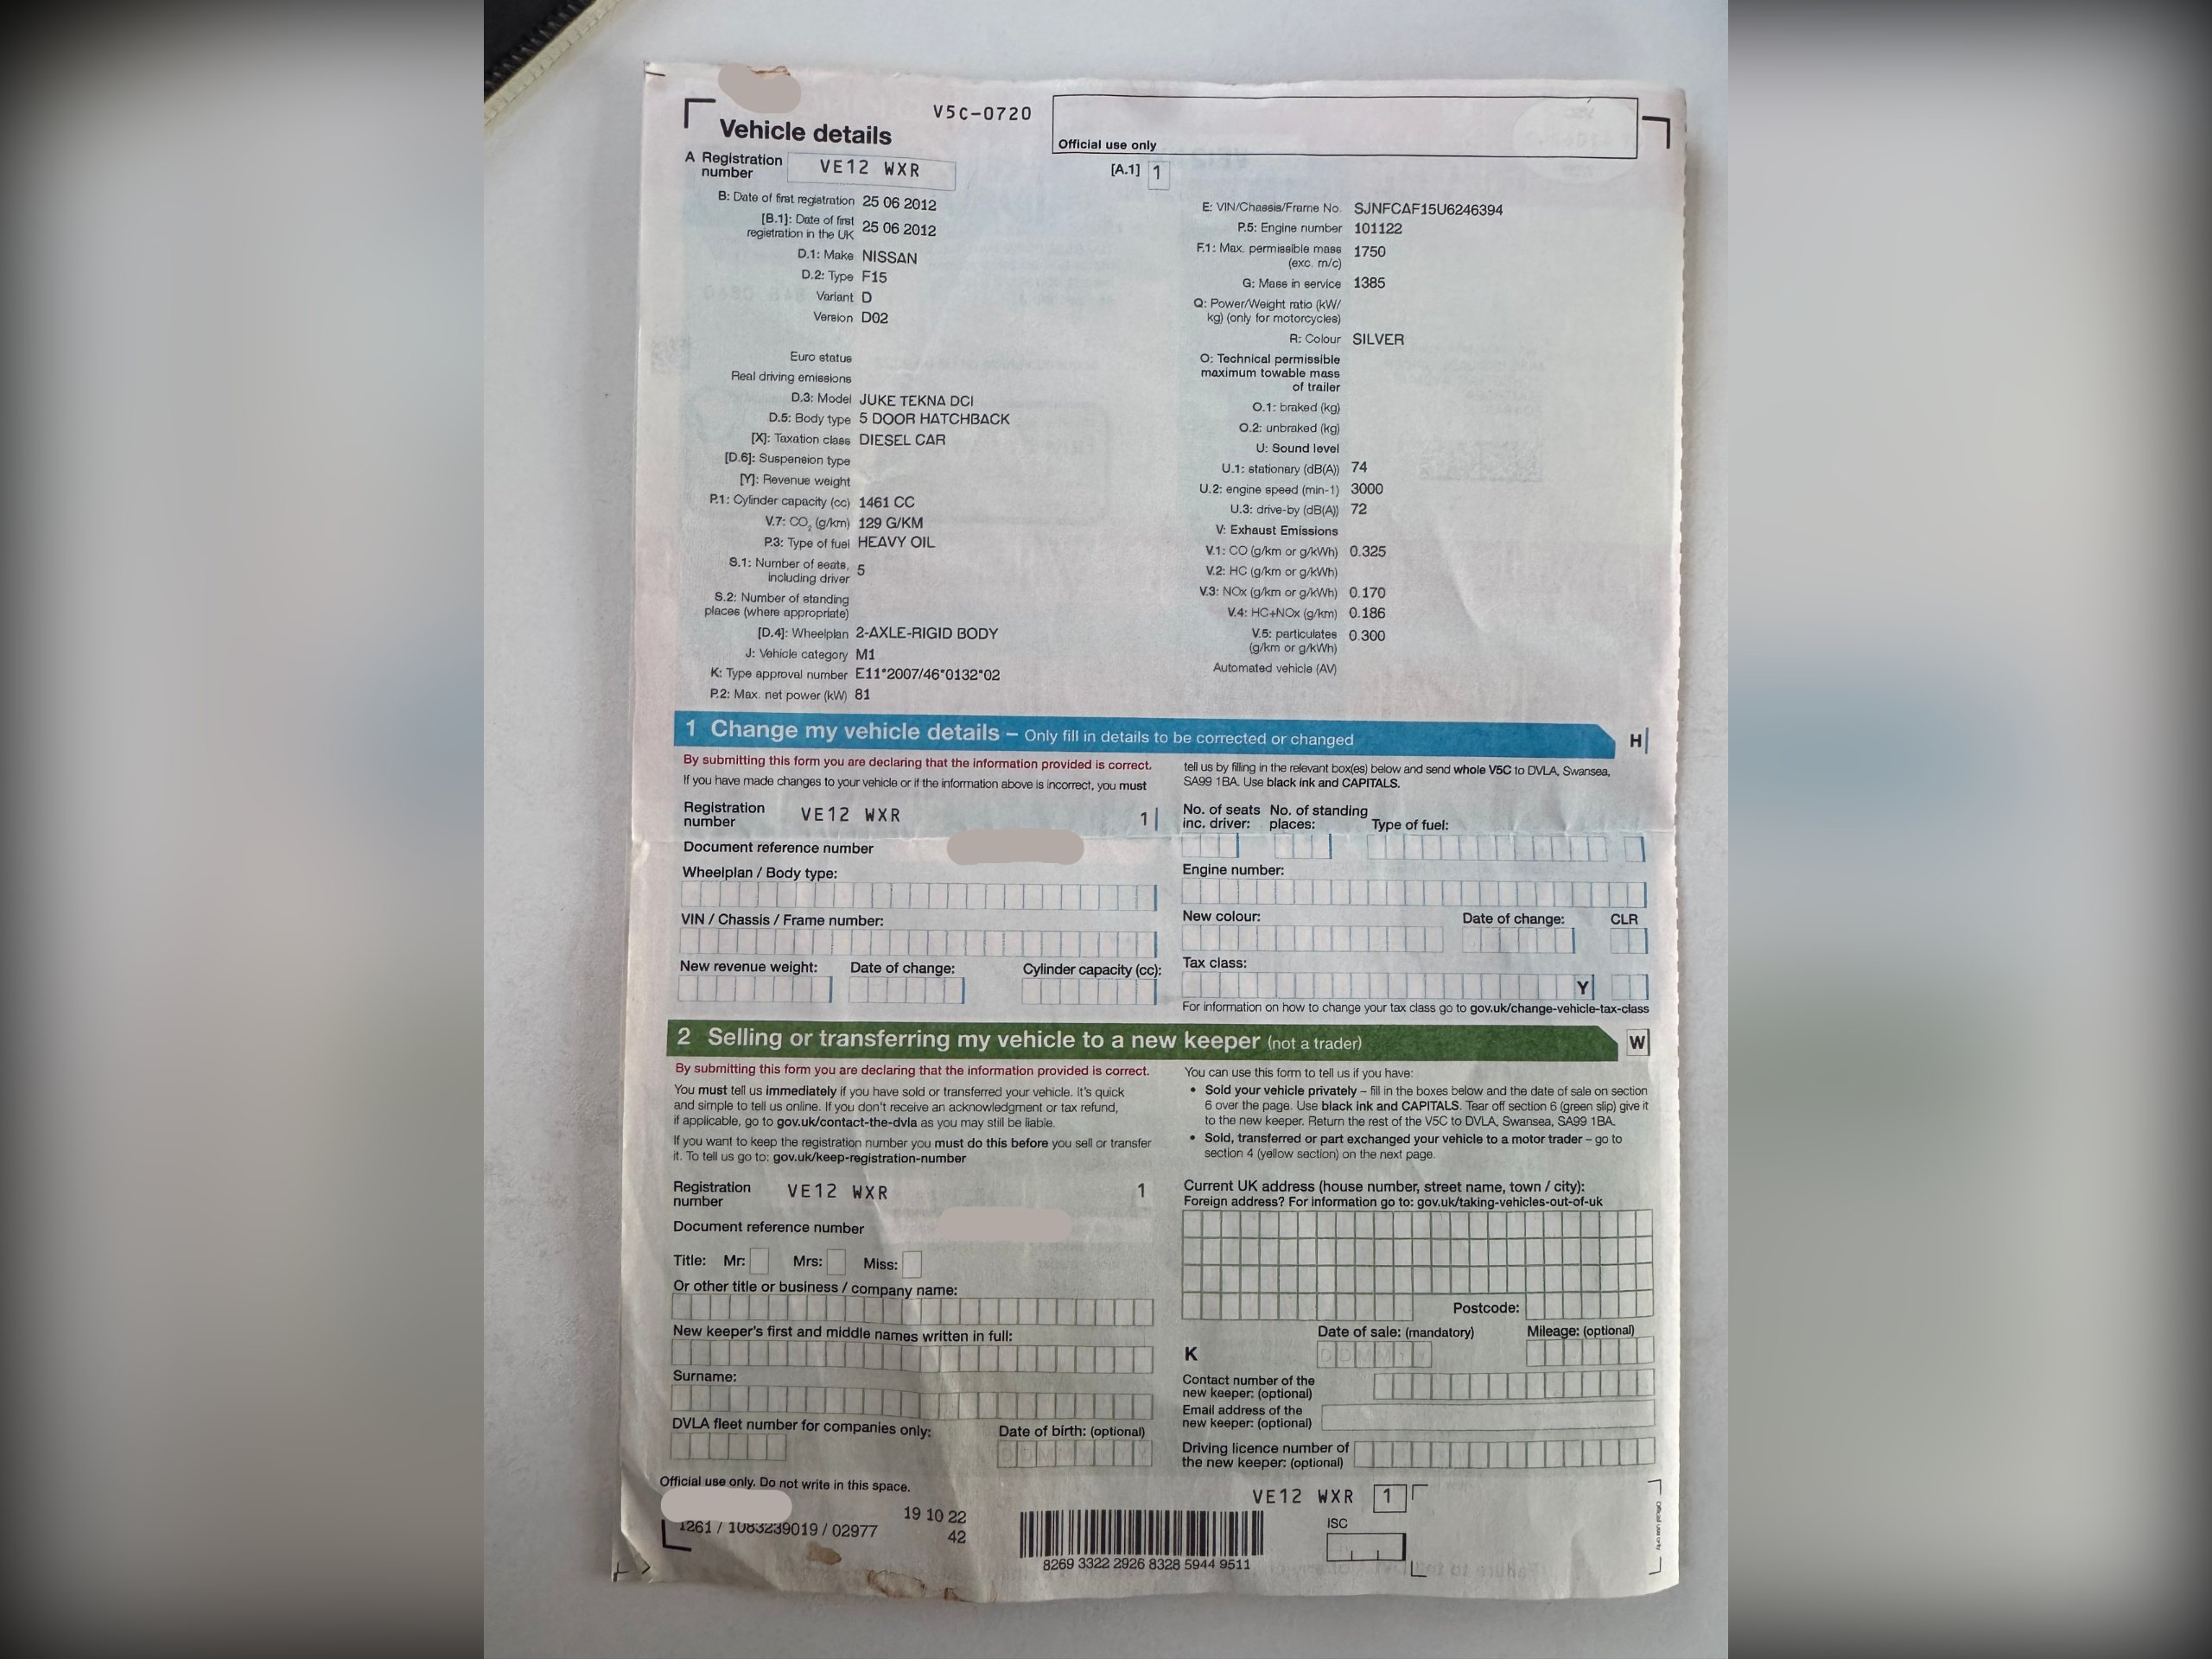 V5C-0720
Vehicle details
Official use only
A Registration number VE12 WXR
[A.1] 1
B: Date of first registration 25 06 2012
[B.1]: Date of first registration in the UK 25 06 2012
D.1: Make NISSAN
D.2: Type F15
Variant D
Version D02
Euro status
Real driving emissions
D.3: Model JUKE TEKNA DCI
D.5: Body type 5 DOOR HATCHBACK
[X]: Taxation class DIESEL CAR
[D.6]: Suspension type
[Y]: Revenue weight
P.1: Cylinder capacity (cc) 1461 CC
V.7: CO2 (g/km) 129 G/KM
P.3: Type of fuel HEAVY OIL
S.1: Number of seats, including driver 5
S.2: Number of standing places (where appropriate)
[D.4]: Wheelplan 2-AXLE-RIGID BODY
J: Vehicle category M1
K: Type approval number E11*2007/46*0132*02
P.2: Max. net power (kW) 81
E: VIN/Chassis/Frame No. SJNFCAF15U6246394
P.5: Engine number 101122
F.1: Max. permissible mass (exc. m/c) 1750
G: Mass in service 1385
Q: Power/Weight ratio (kW/kg) (only for motorcycles)
R: Colour SILVER
O: Technical permissible maximum towable mass of trailer
O.1: braked (kg)
O.2: unbraked (kg)
U: Sound level
U.1: stationary (dB(A)) 74
U.2: engine speed (min-1) 3000
U.3: drive-by (dB(A)) 72
V: Exhaust Emissions
V.1: CO (g/km or g/kWh) 0.325
V.2: HC (g/km or g/kWh)
V.3: NOx (g/km or g/kWh) 0.170
V.4: HC+NOx (g/km) 0.186
V.5: particulates (g/km or g/kWh) 0.300
Automated vehicle (AV)
1 Change my vehicle details – Only fill in details to be corrected or changed
H
By submitting this form you are declaring that the information provided is correct.
If you have made changes to your vehicle or if the information above is incorrect, you must
tell us by filling in the relevant box(es) below and send whole V5C to DVLA, Swansea,
SA99 1BA. Use black ink and CAPITALS.
Registration number VE12 WXR 1
Document reference number
Wheelplan / Body type:
VIN / Chassis / Frame number:
New revenue weight: Date of change: Cylinder capacity (cc):
No. of seats inc. driver: No. of standing places: Type of fuel:
Engine number:
New colour: Date of change: CLR
Tax class:
Y
For information on how to change your tax class go to gov.uk/change-vehicle-tax-class
2 Selling or transferring my vehicle to a new keeper (not a trader)
W
By submitting this form you are declaring that the information provided is correct.
You must tell us immediately if you have sold or transferred your vehicle. It's quick
and simple to tell us online. If you don't receive an acknowledgment or tax refund,
if applicable, go to gov.uk/contact-the-dvla as you may still be liable.
If you want to keep the registration number you must do this before you sell or transfer
it. To tell us go to: gov.uk/keep-registration-number
You can use this form to tell us if you have:
• Sold your vehicle privately – fill in the boxes below and the date of sale on section
6 over the page. Use black ink and CAPITALS. Tear off section 6 (green slip) give it
to the new keeper. Return the rest of the V5C to DVLA, Swansea, SA99 1BA.
• Sold, transferred or part exchanged your vehicle to a motor trader – go to
section 4 (yellow section) on the next page.
Registration number VE12 WXR 1
Document reference number
Title: Mr: Mrs: Miss:
Or other title or business / company name:
New keeper's first and middle names written in full:
Surname:
DVLA fleet number for companies only: Date of birth: (optional)
Current UK address (house number, street name, town / city):
Foreign address? For information go to: gov.uk/taking-vehicles-out-of-uk
Postcode:
Date of sale: (mandatory) Mileage: (optional)
K
Contact number of the new keeper: (optional)
Email address of the new keeper: (optional)
Driving licence number of the new keeper: (optional)
Official use only. Do not write in this space.
19 10 22
1261 / 1083239019 / 02977
42
8269 3322 2926 8328 5944 9511
VE12 WXR 1
ISC